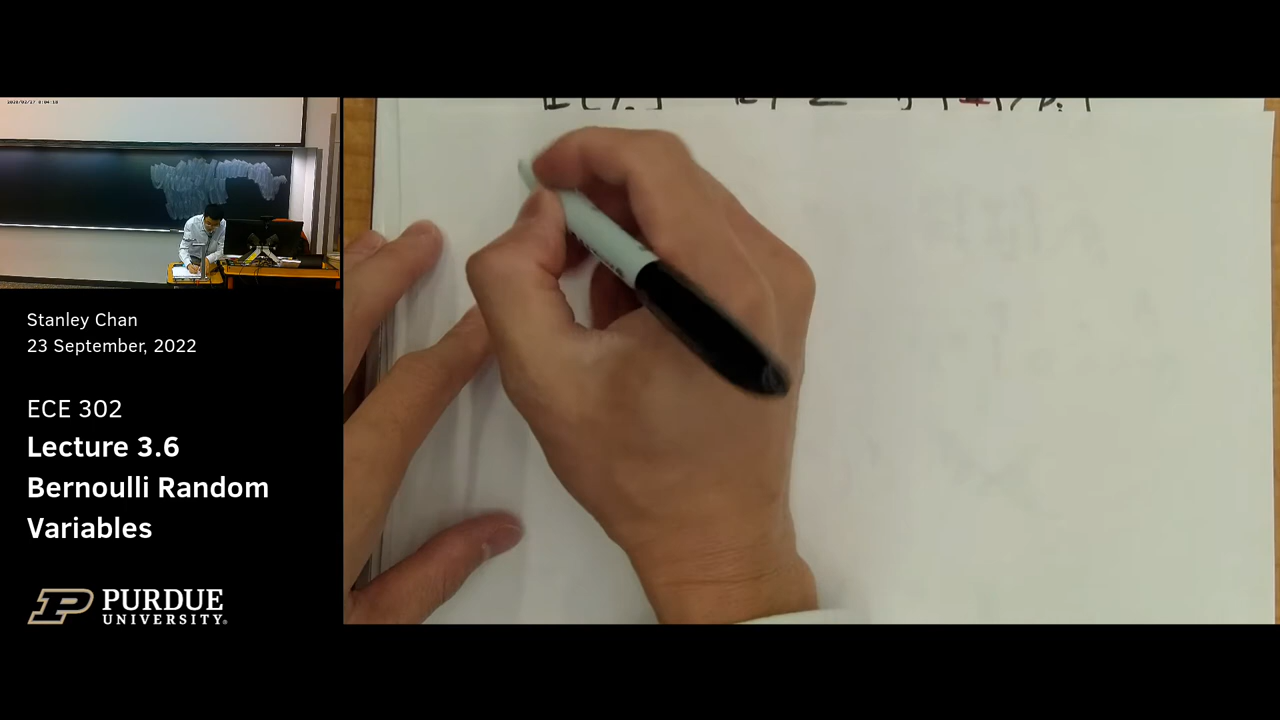 Stanley Chan
23 September, 2022
ECE 302
Lecture 3.6
Bernoulli Random
Variables
PURDUE
UNIVERSITY